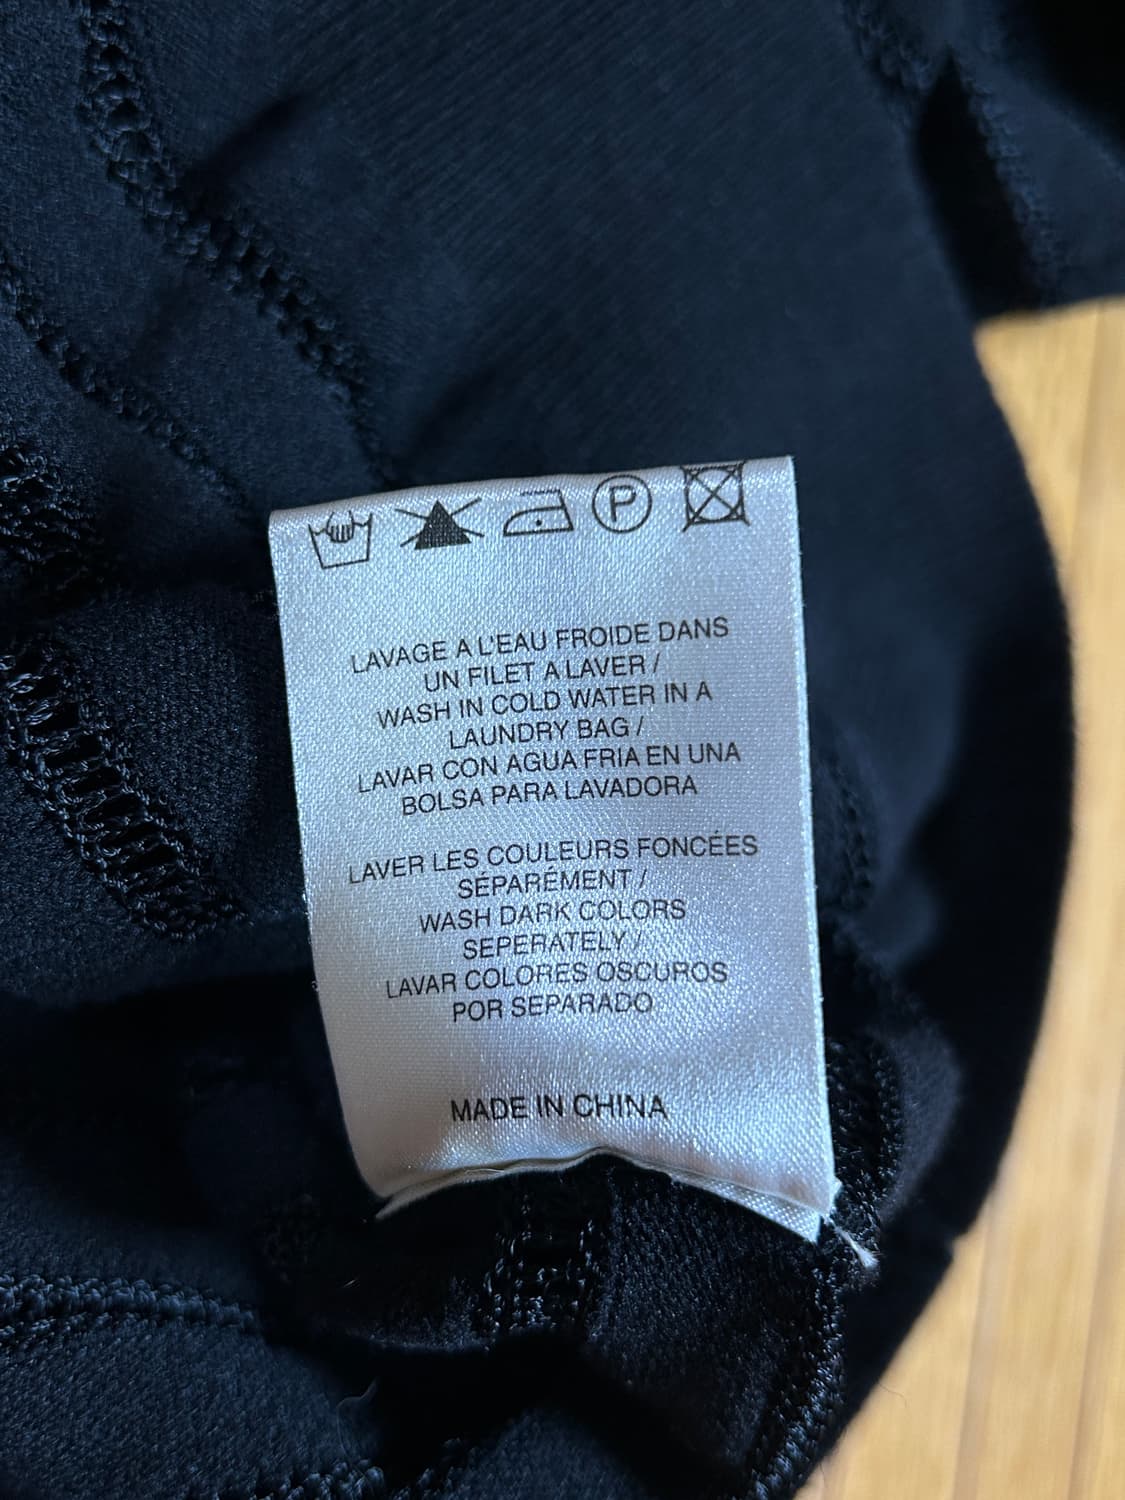 P
LAVAGE A L'EAU FROIDE DANS
UN FILET A LAVER /
WASH IN COLD WATER IN A
LAUNDRY BAG /
LAVAR CON AGUA FRIA EN UNA
BOLSA PARA LAVADORA
LAVER LES COULEURS FONCÉES
SÉPARÉMENT /
WASH DARK COLORS
SEPERATELY /
LAVAR COLORES OSCUROS
POR SEPARADO
MADE IN CHINA